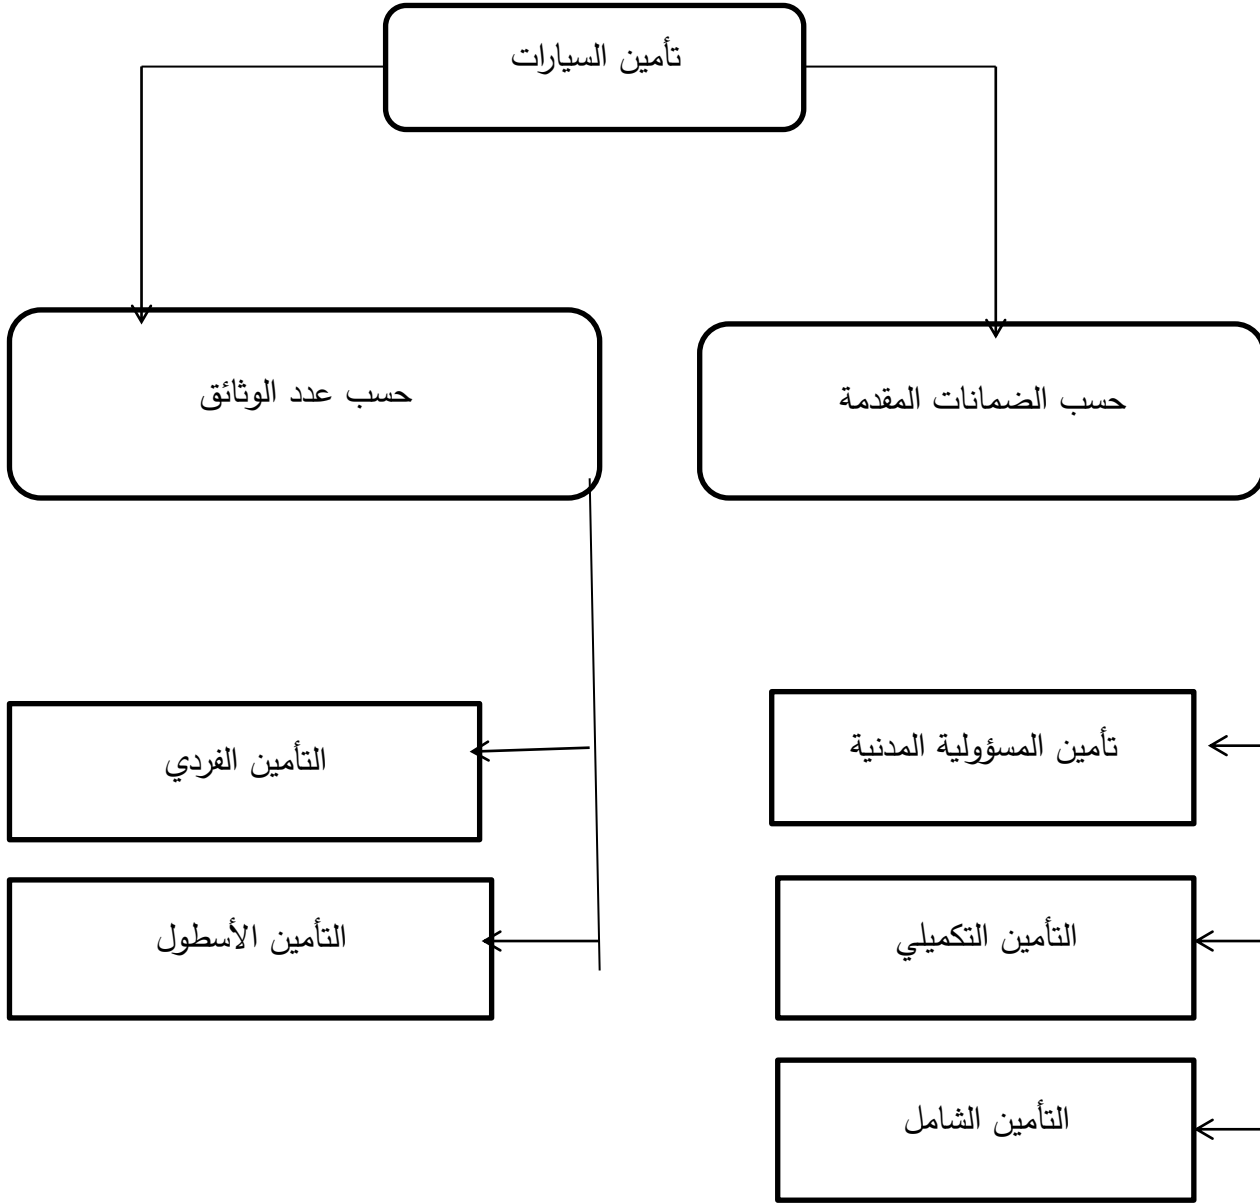 تأمين السيارات
حسب الضمانات المقدمة
حسب عدد الوثائق
تأمين المسؤولية المدنية
التأمين الفردي
التأمين التكميلي
التأمين الأسطول
التأمين الشامل